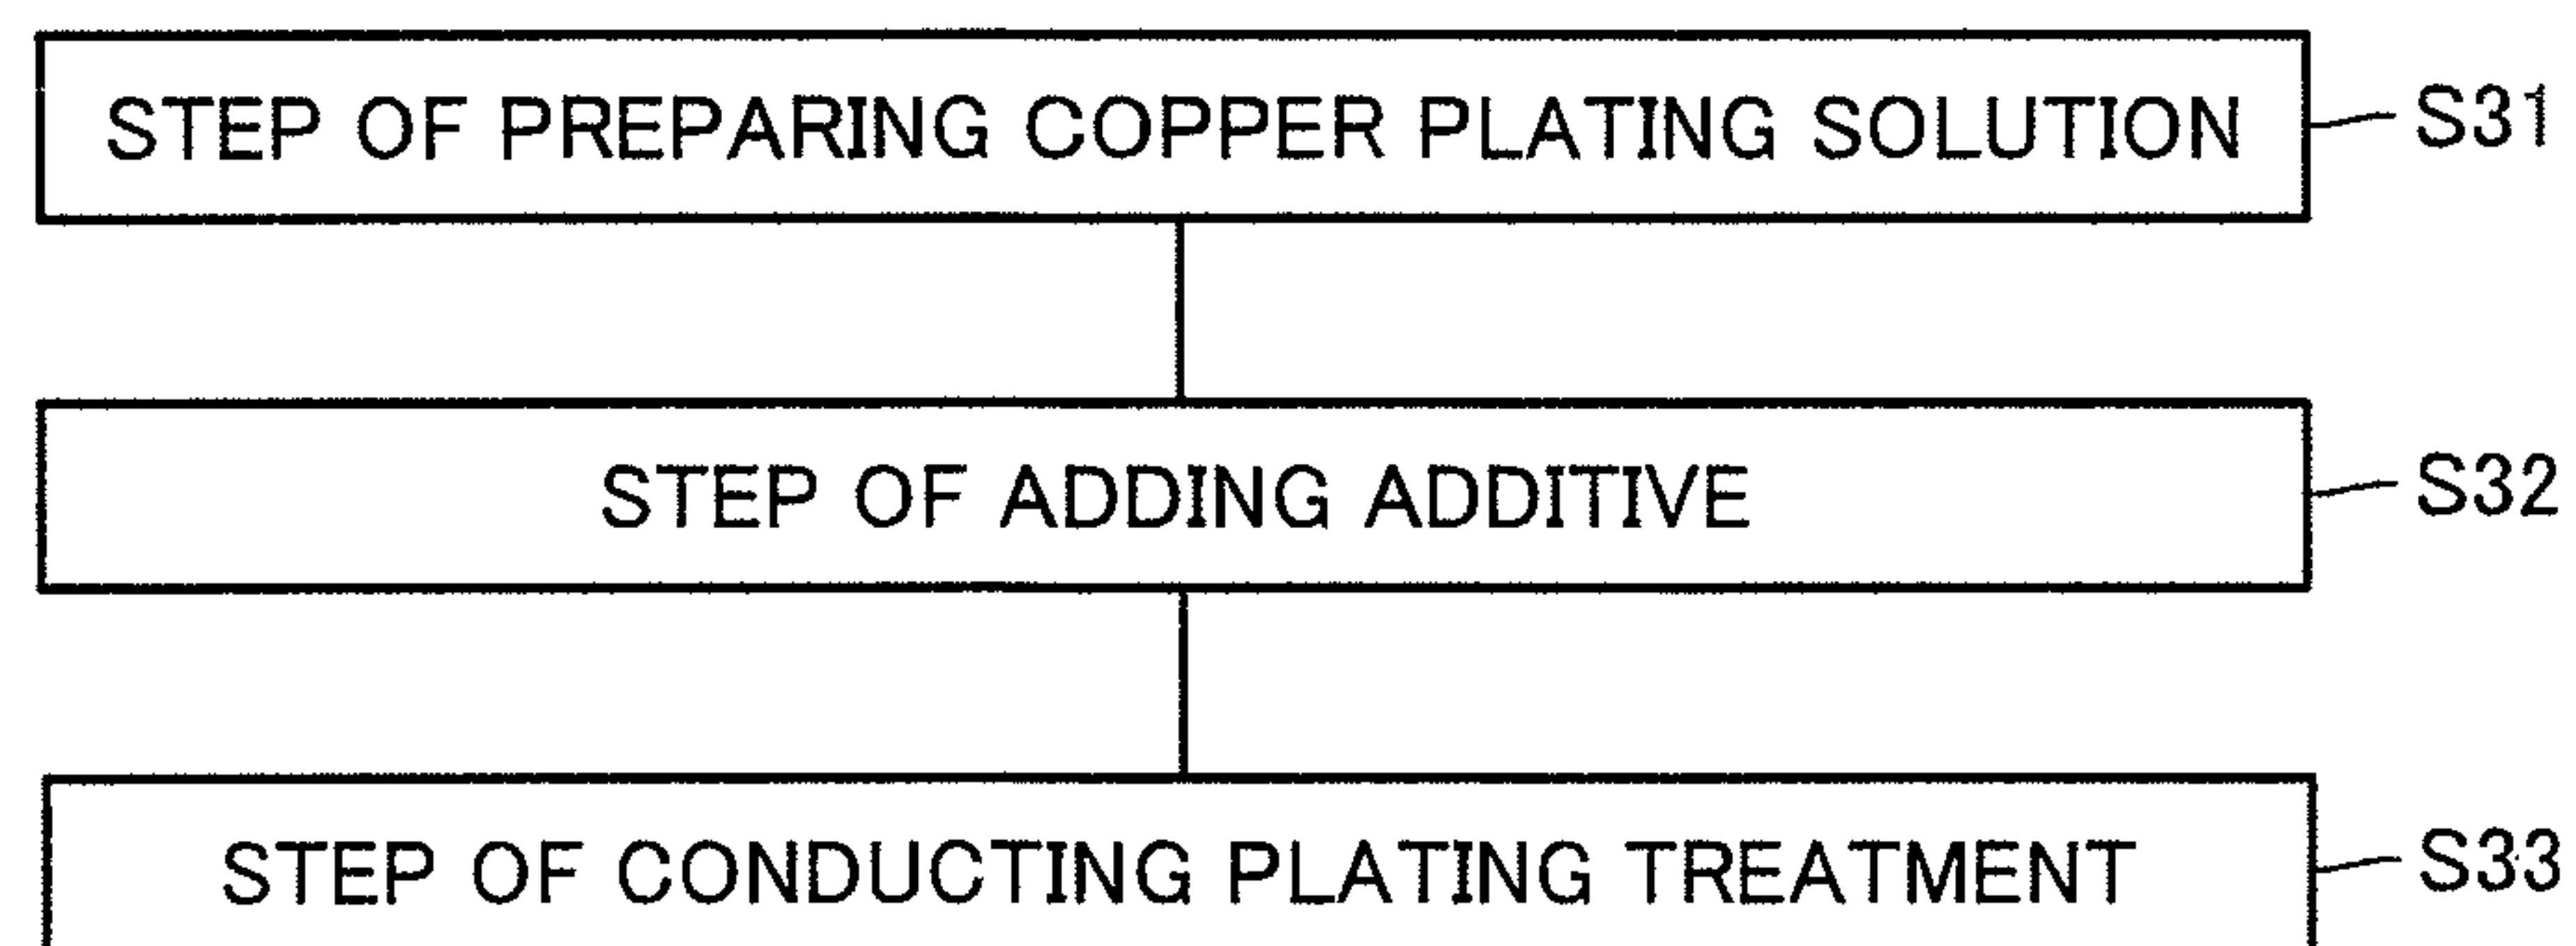 STEP OF PREPARING COPPER PLATING SOLUTION S31
STEP OF ADDING ADDITIVE S32
STEP OF CONDUCTING PLATING TREATMENT S33